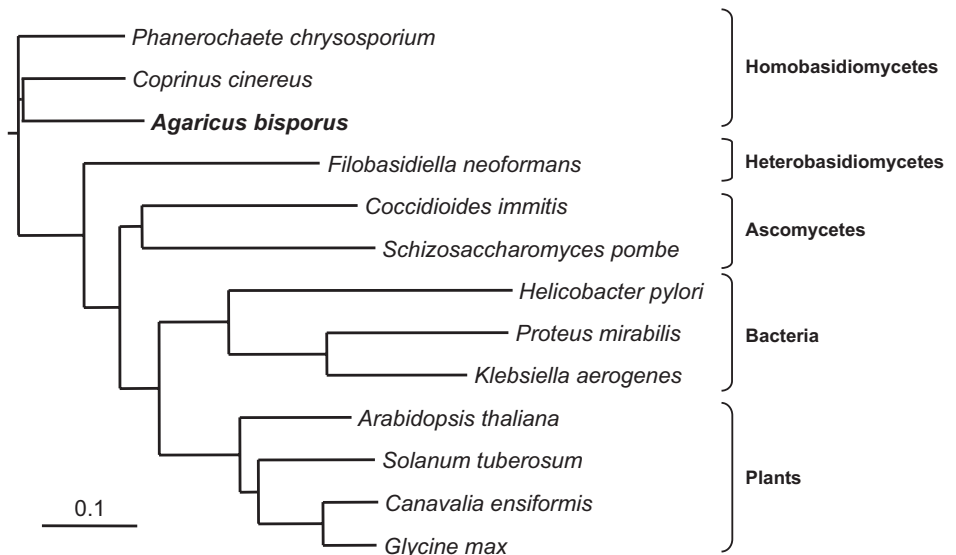 Phanerochaete chrysosporium
Homobasidiomycetes
Coprinus cinereus
Agaricus bisporus
Filobasidiella neoformans
Heterobasidiomycetes
Coccidioides immitis
Ascomycetes
Schizosaccharomyces pombe
Helicobacter pylori
Proteus mirabilis
Bacteria
Klebsiella aerogenes
Arabidopsis thaliana
Solanum tuberosum
Plants
Canavalia ensiformis
0.1
Glycine max